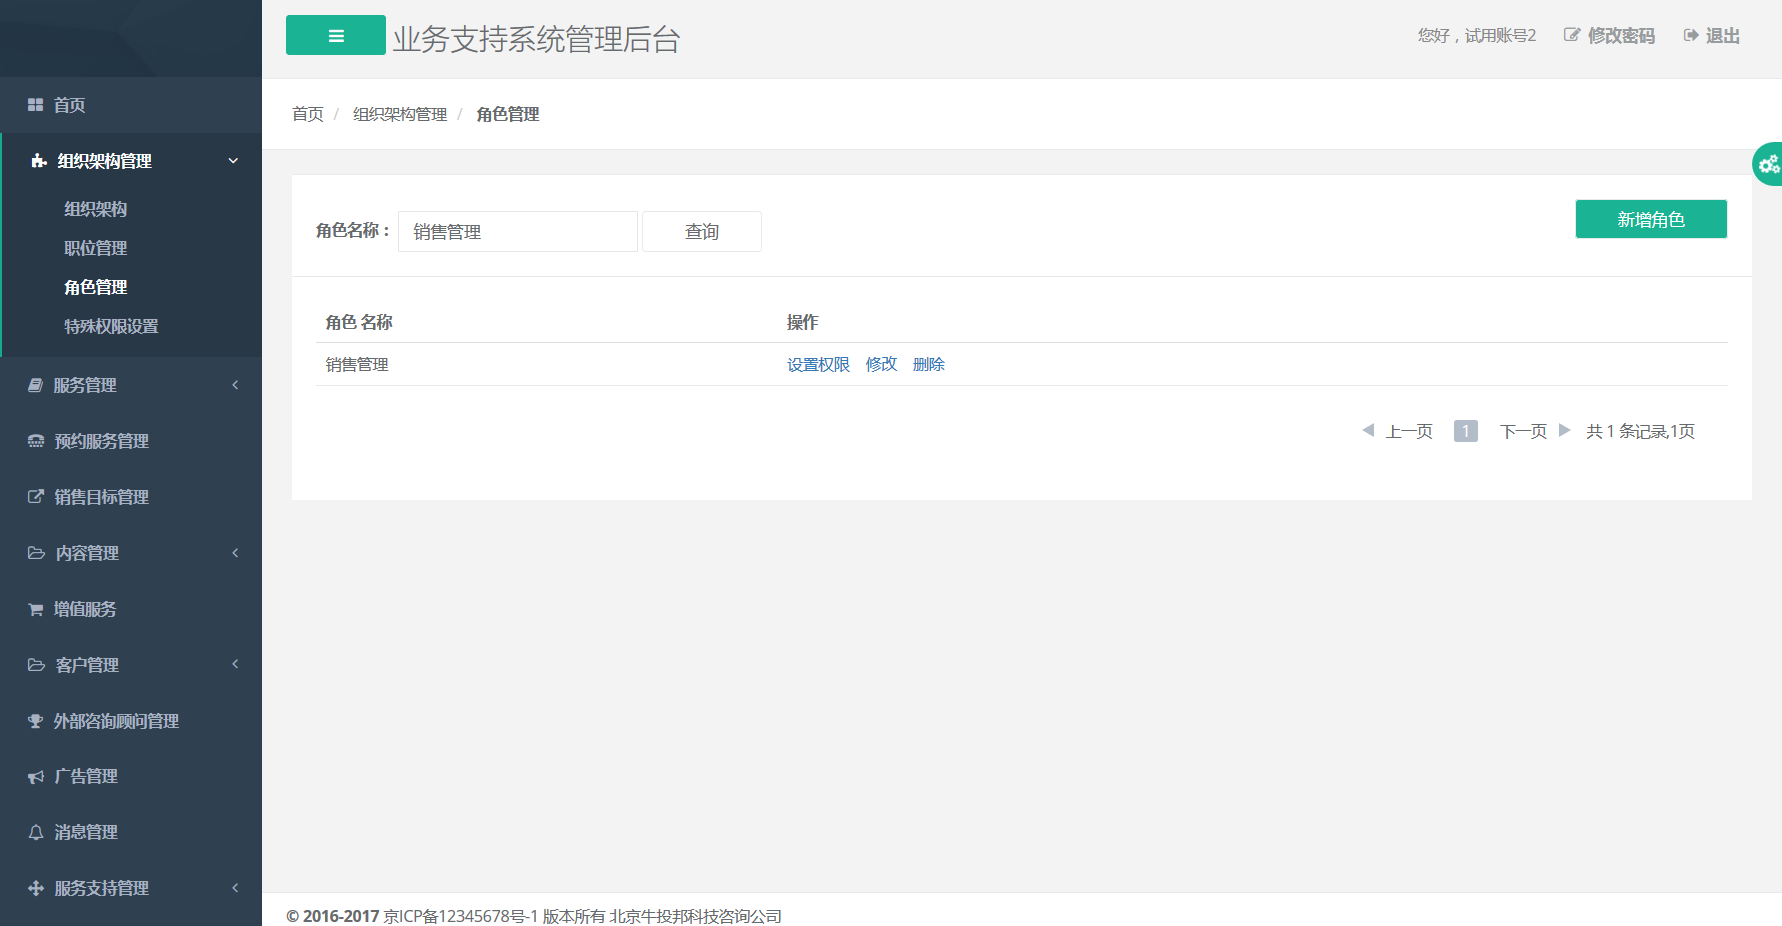 业务支持系统管理后台
您好，试用账号2 修改密码 退出
首页
组织架构管理
组织架构
职位管理
角色管理
特殊权限设置
服务管理
预约服务管理
销售目标管理
内容管理
增值服务
客户管理
外部咨询顾问管理
广告管理
消息管理
服务支持管理
首页 / 组织架构管理 / 角色管理
角色名称： 销售管理 查询 新增角色
角色 名称 操作
销售管理 设置权限 修改 删除
上一页 1 下一页 共 1 条记录,1页
© 2016-2017 京ICP备12345678号-1 版本所有 北京牛投邦科技咨询公司